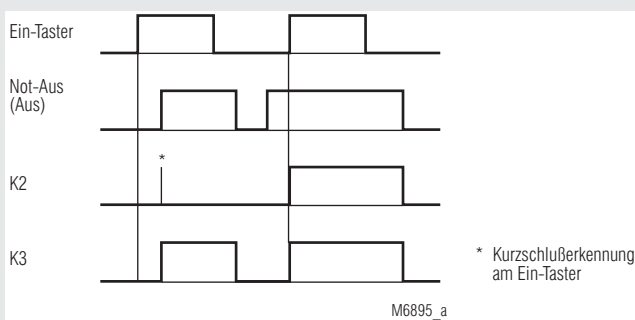 Ein-Taster
Not-Aus
(Aus)
*
K2
K3
* Kurzschlußerkennung
am Ein-Taster
M6895_a